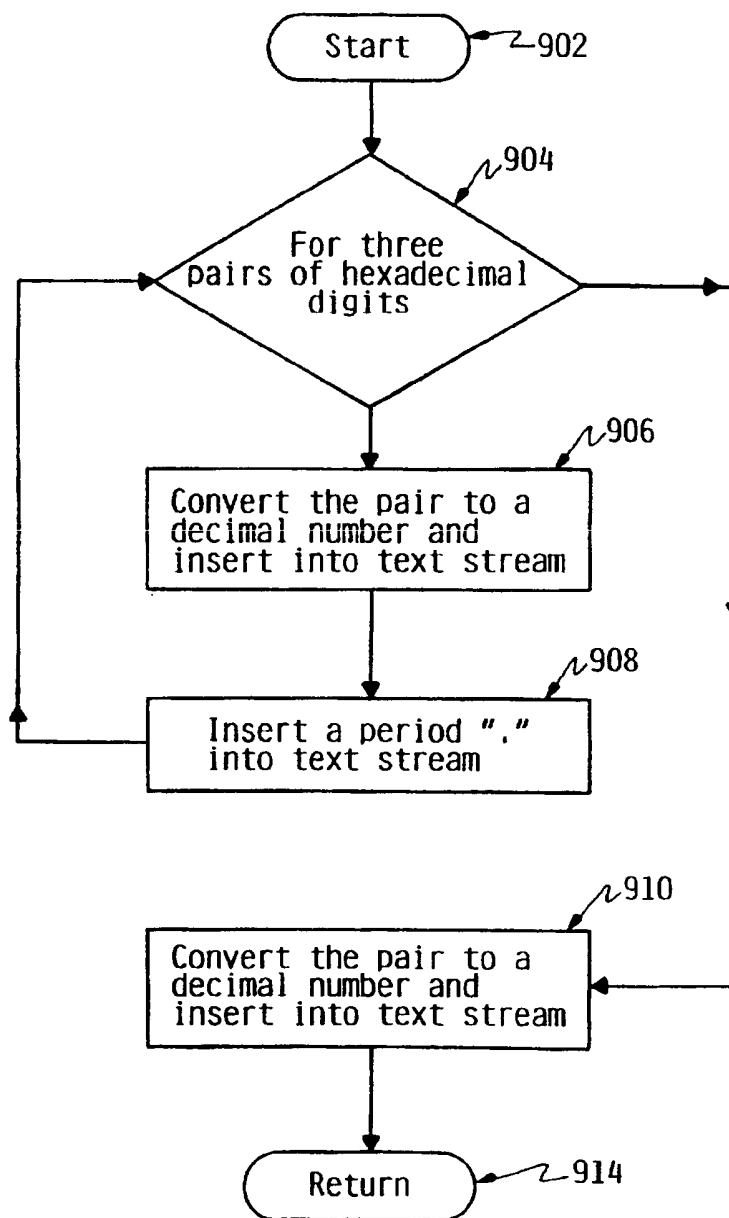 Start
902
904
For three
pairs of hexadecimal
digits
906
Convert the pair to a
decimal number and
insert into text stream
908
Insert a period "."
into text stream
910
Convert the pair to a
decimal number and
insert into text stream
Return
914